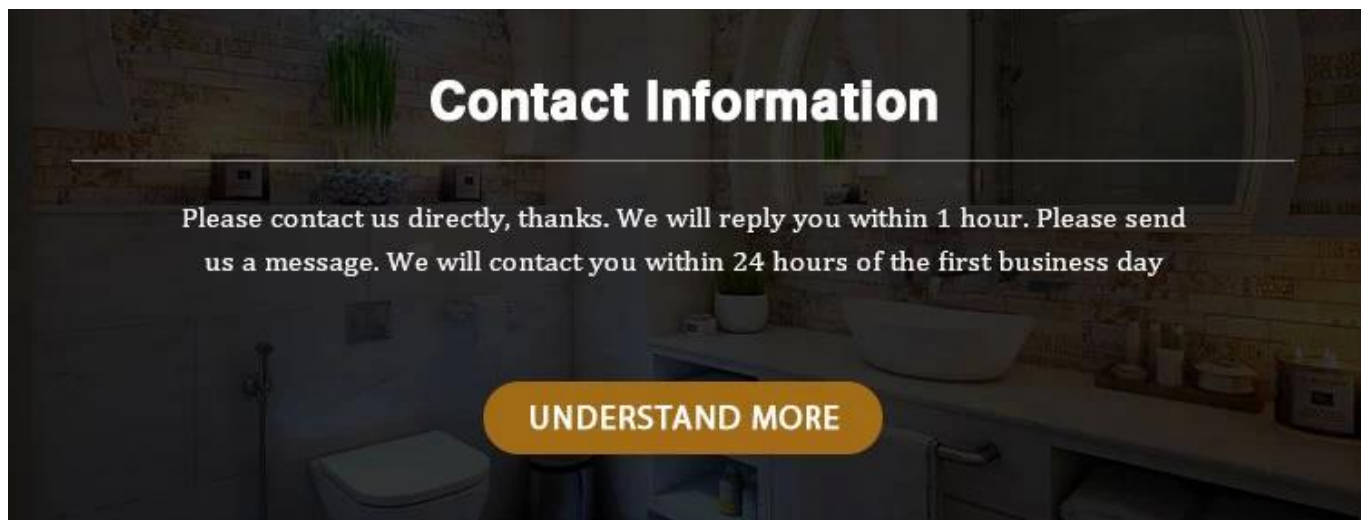 Contact Information
Please contact us directly, thanks. We will reply you within 1 hour. Please send
us a message. We will contact you within 24 hours of the first business day
UNDERSTAND MORE